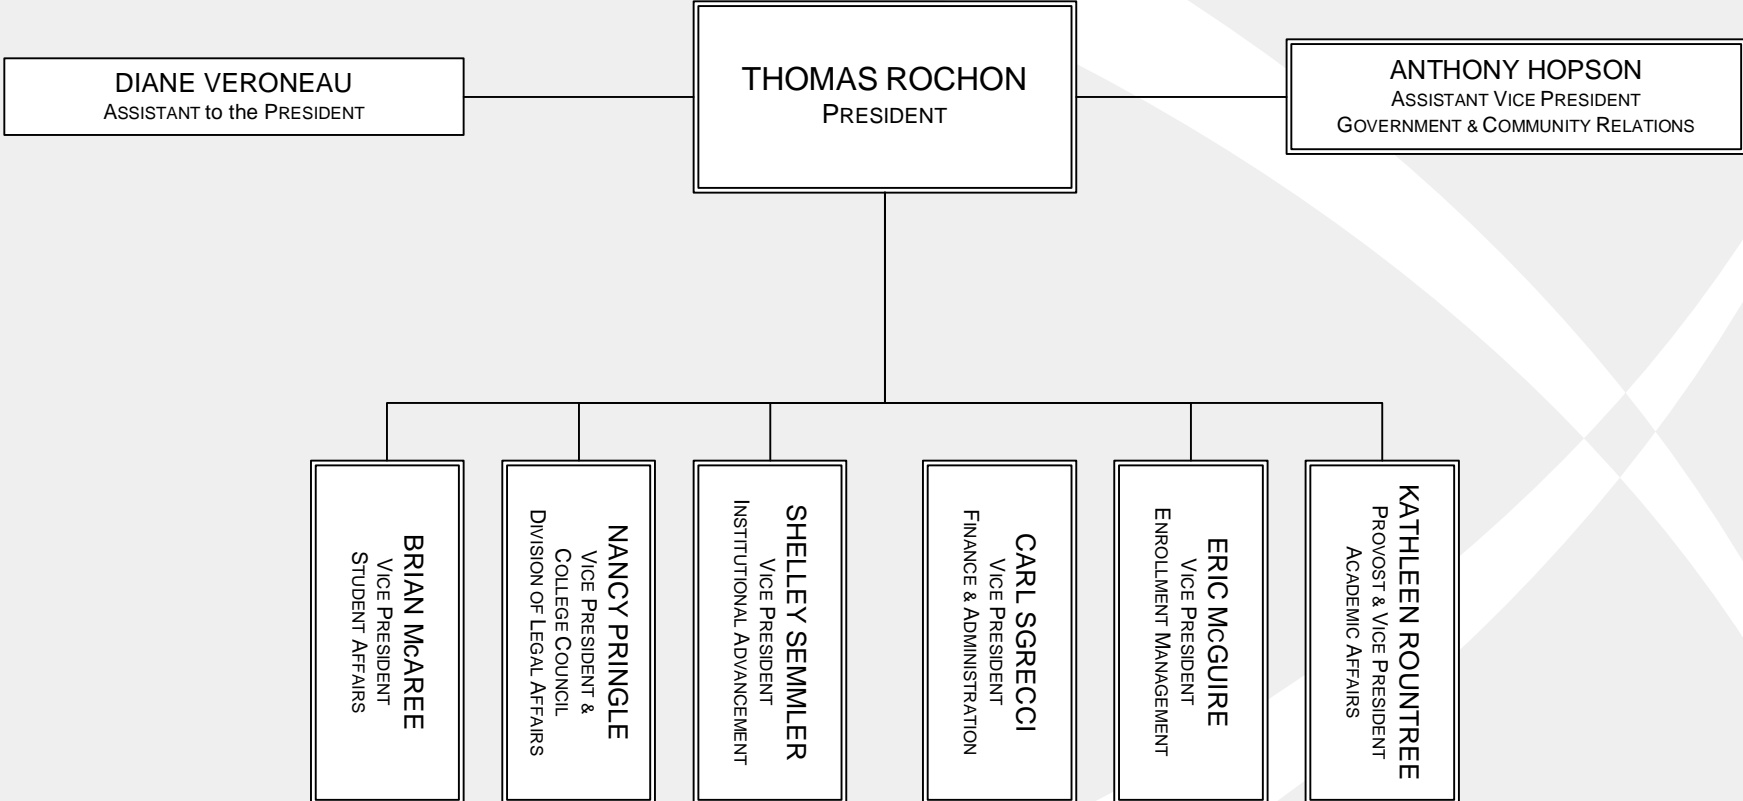 DIANE VERONEAU
ASSISTANT to the PRESIDENT
THOMAS ROCHON
PRESIDENT
ANTHONY HOPSON
ASSISTANT VICE PRESIDENT
GOVERNMENT & COMMUNITY RELATIONS
BRIAN McAREE
VICE PRESIDENT
STUDENT AFFAIRS
NANCY PRINGLE
VICE PRESIDENT &
COLLEGE COUNCIL
DIVISION OF LEGAL AFFAIRS
SHELLEY SEMMLER
VICE PRESIDENT
INSTITUTIONAL ADVANCEMENT
CARL SGRECCI
VICE PRESIDENT
FINANCE & ADMINISTRATION
ERIC McGUIRE
VICE PRESIDENT
ENROLLMENT MANAGEMENT
KATHLEEN ROUNTREE
PROVOST & VICE PRESIDENT
ACADEMIC AFFAIRS